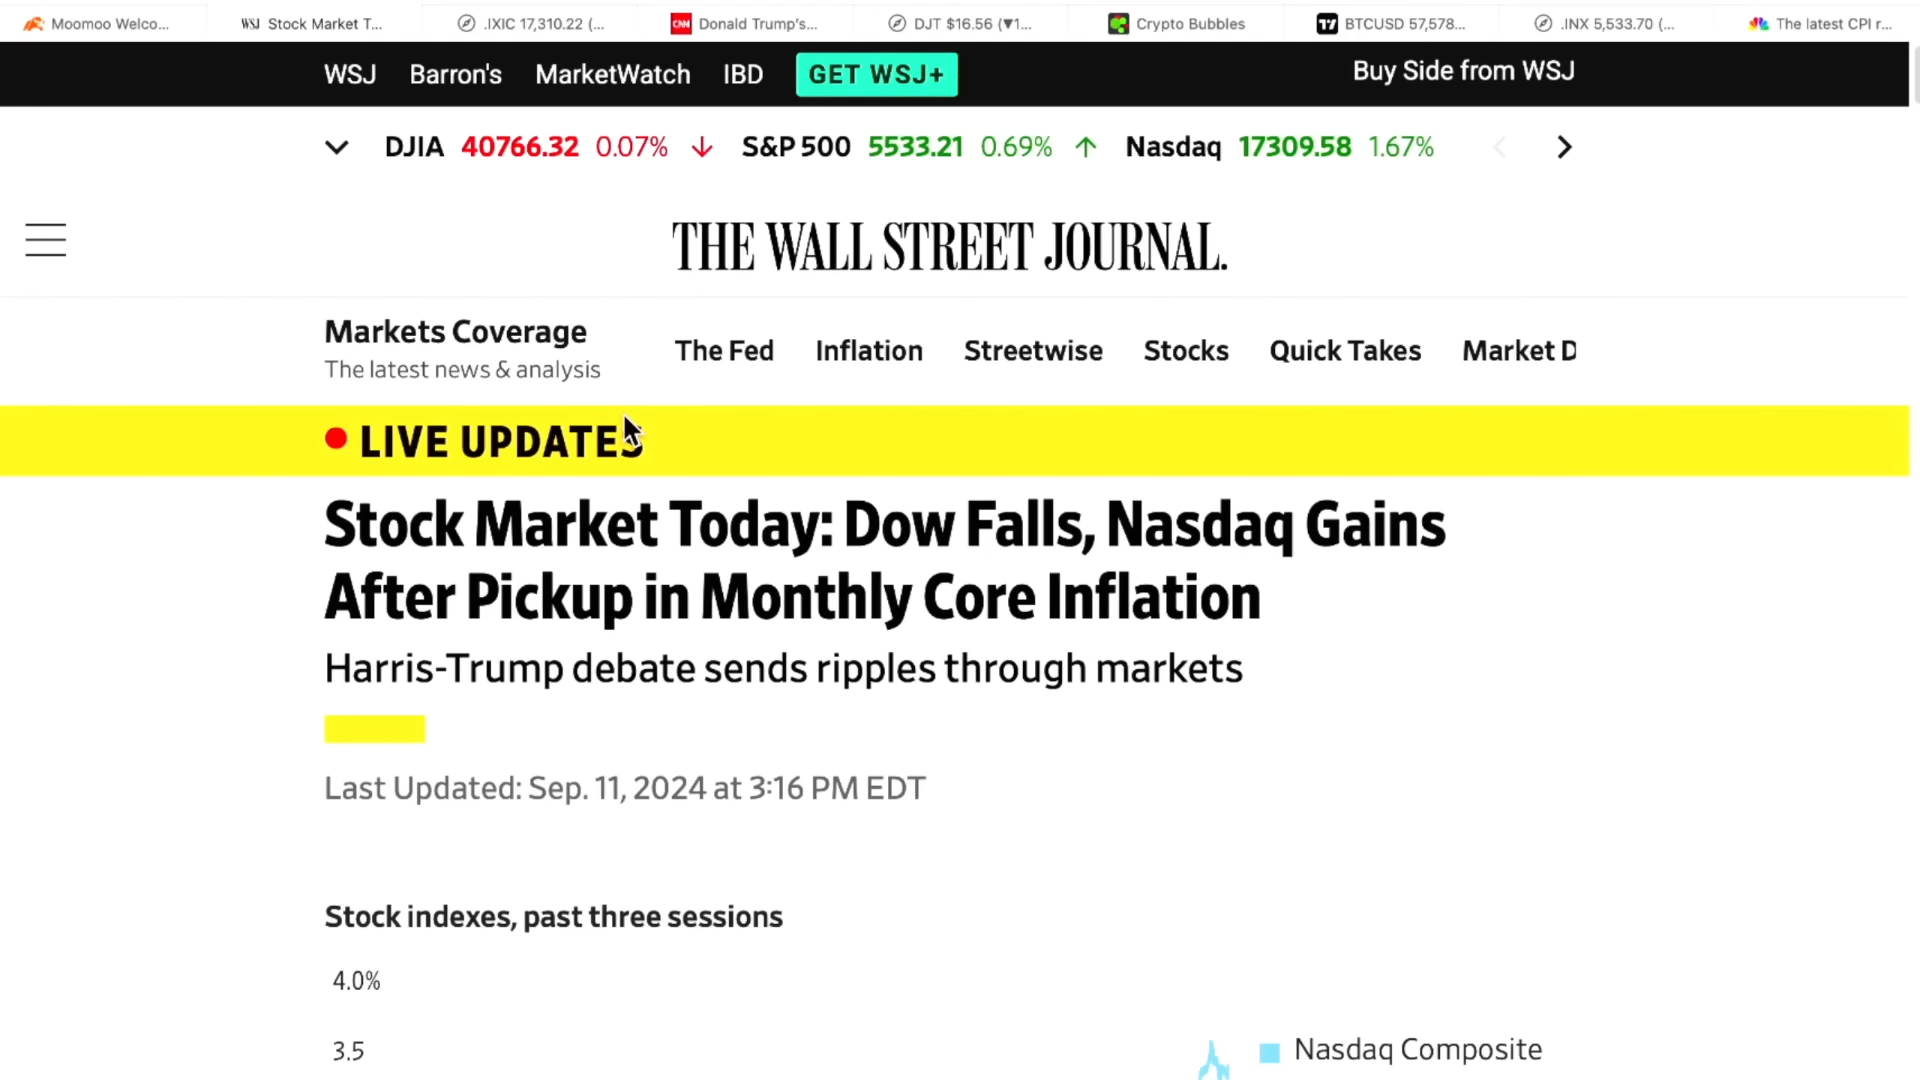 Moomoo Welco...
WSJ Stock Market T...
.IXIC 17,310.22 (...
CNN Donald Trump's...
DJT $16.56 (▼1...
Crypto Bubbles
BTCUSD 57,578...
.INX 5,533.70 (...
The latest CPI r...
WSJ Barron's MarketWatch IBD GET WSJ+ Buy Side from WSJ
DJIA 40766.32 0.07% ↓ S&P 500 5533.21 0.69% ↑ Nasdaq 17309.58 1.67%
THE WALL STREET JOURNAL.
Markets Coverage
The latest news & analysis
The Fed Inflation Streetwise Stocks Quick Takes Market D
LIVE UPDATES
Stock Market Today: Dow Falls, Nasdaq Gains
After Pickup in Monthly Core Inflation
Harris-Trump debate sends ripples through markets
Last Updated: Sep. 11, 2024 at 3:16 PM EDT
Stock indexes, past three sessions
4.0%
3.5
Nasdaq Composite